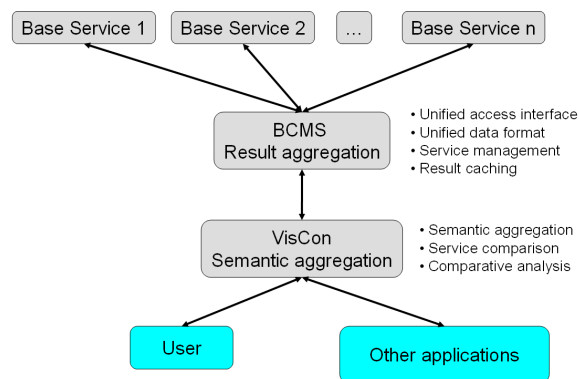 Base Service 1
Base Service 2
...
Base Service n
BCMS
Result aggregation
• Unified access interface
• Unified data format
• Service management
• Result caching
VisCon
Semantic aggregation
• Semantic aggregation
• Service comparison
• Comparative analysis
User
Other applications